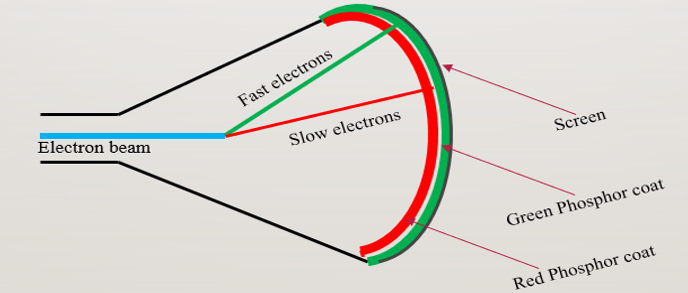 Fast electrons
Slow electrons
Electron beam
Screen
Green Phosphor coat
Red Phosphor coat